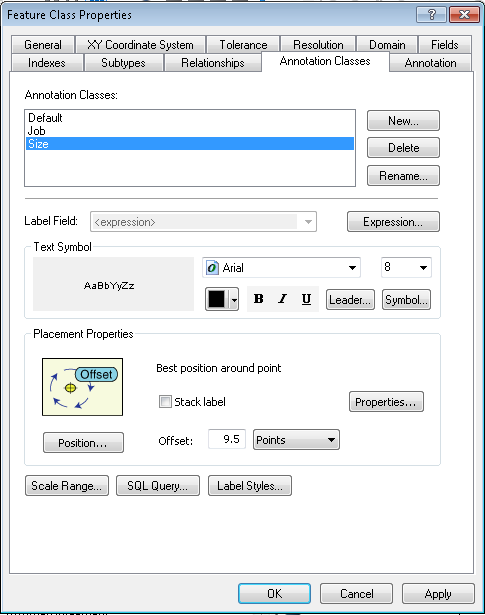 Feature Class Properties
?
General XY Coordinate System Tolerance Resolution Domain Fields
Indexes Subtypes Relationships Annotation Classes Annotation
Annotation Classes:
Default
Job
Size
New...
Delete
Rename...
Label Field: <expression> Expression...
Text Symbol
AaBbYyZz
Arial 8
B I U Leader... Symbol...
Placement Properties
Offset
Best position around point
Stack label
Properties...
Position...
Offset: 9.5 Points
Scale Range... SQL Query... Label Styles...
OK Cancel Apply